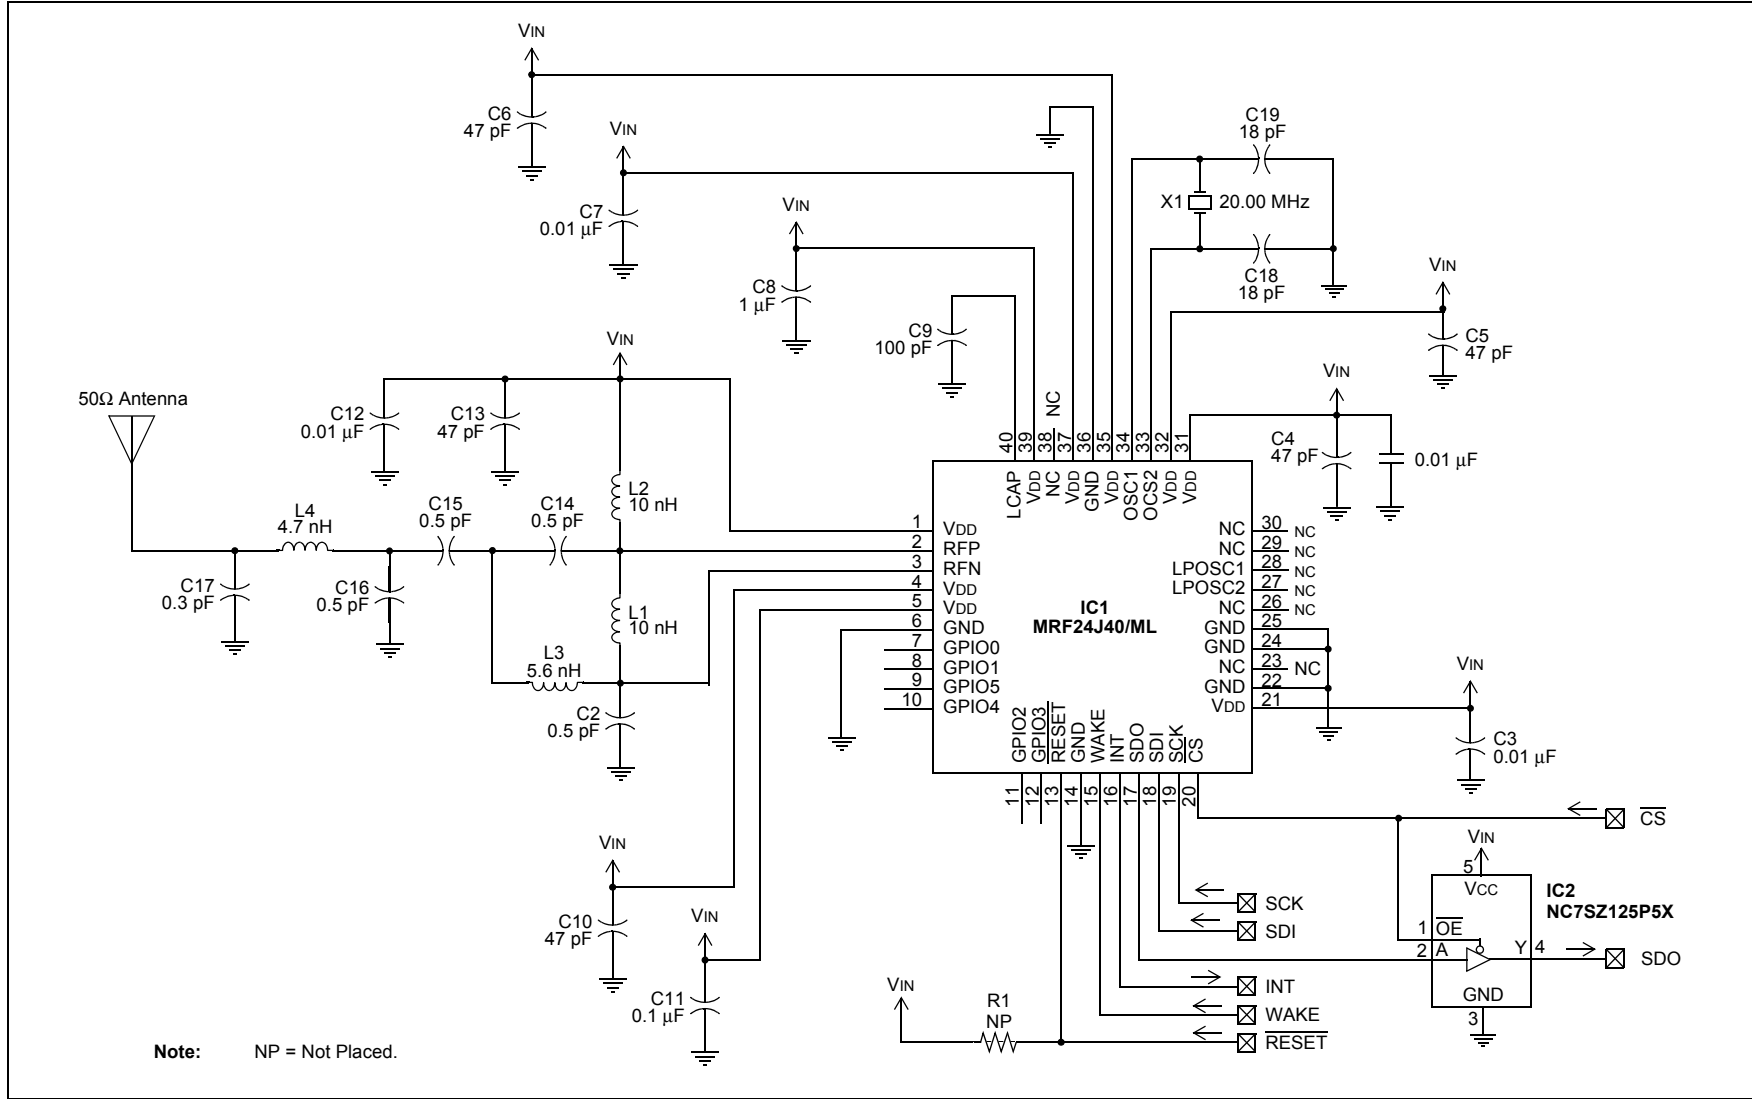 VIN
C6
47 pF
VIN
C7
0.01 μF
VIN
C8
1 μF
C9
100 pF
C19
18 pF
X1
20.00 MHz
C18
18 pF
VIN
C5
47 pF
VIN
C4
47 pF
0.01 μF
50Ω Antenna
VIN
C12
0.01 μF
C13
47 pF
L2
10 nH
L4
4.7 nH
C15
0.5 pF
C14
0.5 pF
C17
0.3 pF
C16
0.5 pF
L1
10 nH
L3
5.6 nH
C2
0.5 pF
NC
40 39 38 37 36 35 34 33 32 31
LCAP VDD NC VDD GND VDD OSC1 OCS2 VDD VDD
1 VDD
2 RFP
3 RFN
4 VDD
5 VDD
6 GND
7 GPIO0
8 GPIO1
9 GPIO5
10 GPIO4
IC1
MRF24J40/ML
NC 30 NC
NC 29 NC
LPOSC1 28 NC
LPOSC2 27 NC
NC 26 NC
GND 25
GND 24
NC 23 NC
GND 22
VDD 21
GPIO2 GPIO3 RESET GND WAKE INT SDO SDI SCK CS
11 12 13 14 15 16 17 18 19 20
VIN
C3
0.01 μF
CS
VIN
5
VCC
IC2
NC7SZ125P5X
1 OE
2 A
Y 4
SDO
GND
3
SCK
SDI
INT
WAKE
RESET
VIN
R1
NP
VIN
C10
47 pF
VIN
C11
0.1 μF
Note: NP = Not Placed.